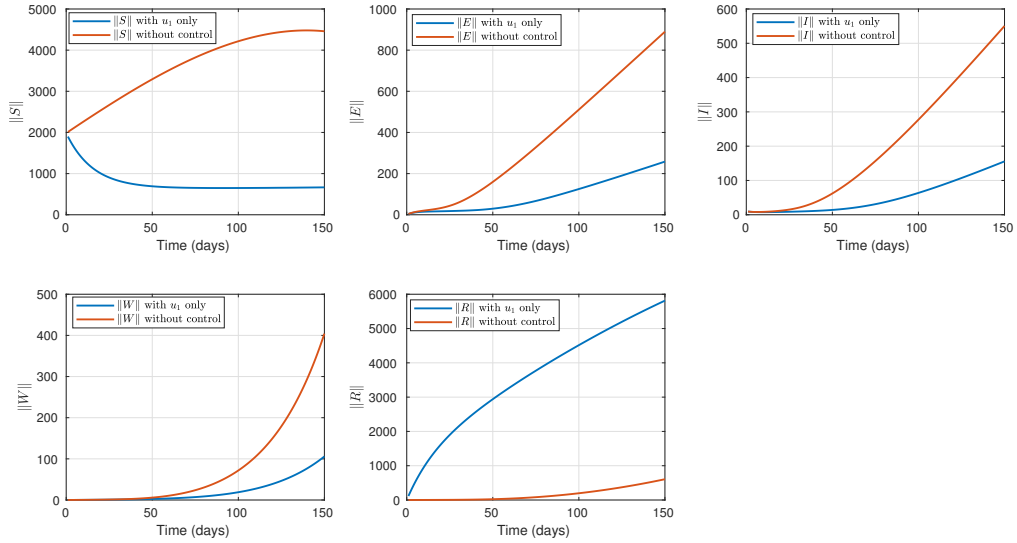 ‖S‖ with u₁ only
‖S‖ without control
5000
4000
3000
2000
1000
0
‖S‖
0 50 100 150
Time (days)
‖E‖ with u₁ only
‖E‖ without control
1000
800
600
400
200
0
‖E‖
0 50 100 150
Time (days)
‖I‖ with u₁ only
‖I‖ without control
600
500
400
300
200
100
0
‖I‖
0 50 100 150
Time (days)
‖W‖ with u₁ only
‖W‖ without control
500
400
300
200
100
0
‖W‖
0 50 100 150
Time (days)
‖R‖ with u₁ only
‖R‖ without control
6000
5000
4000
3000
2000
1000
0
‖R‖
0 50 100 150
Time (days)